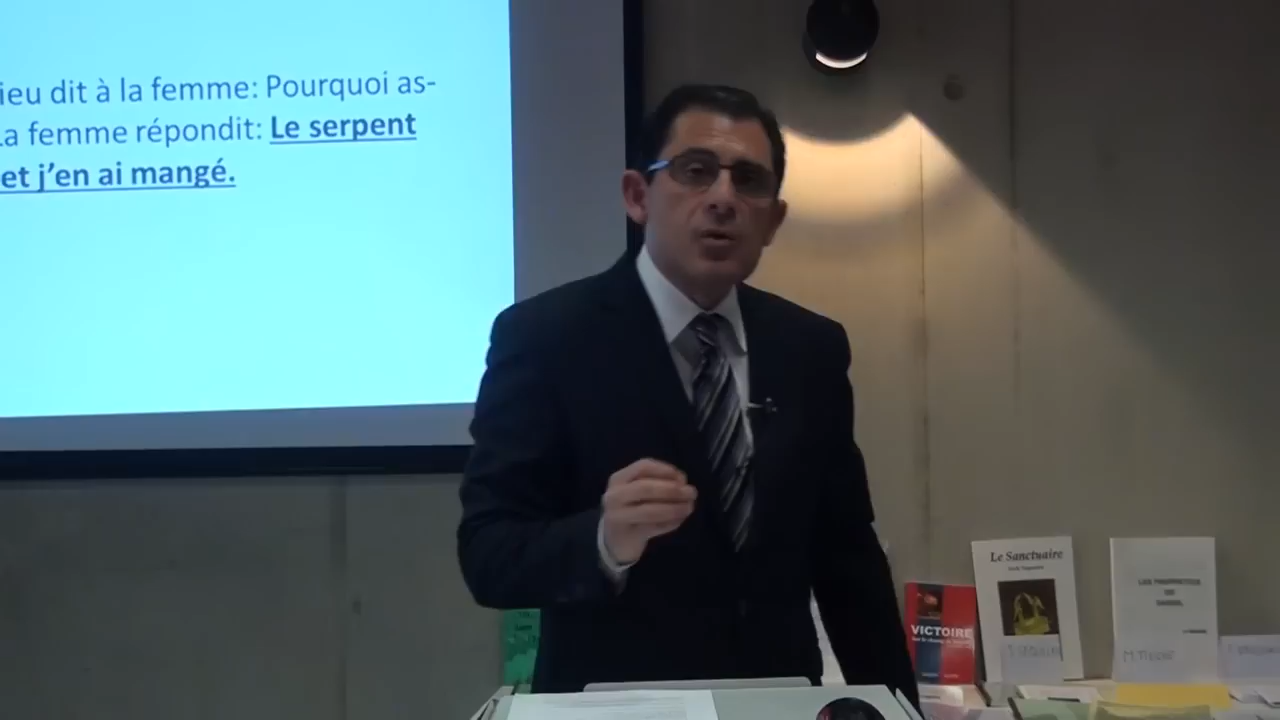 ieu dit à la femme: Pourquoi as-
La femme répondit: Le serpent
et j’en ai mangé.
Le Sanctuaire
VICTOIRE
LES PROPHETIES
DE
DANIEL